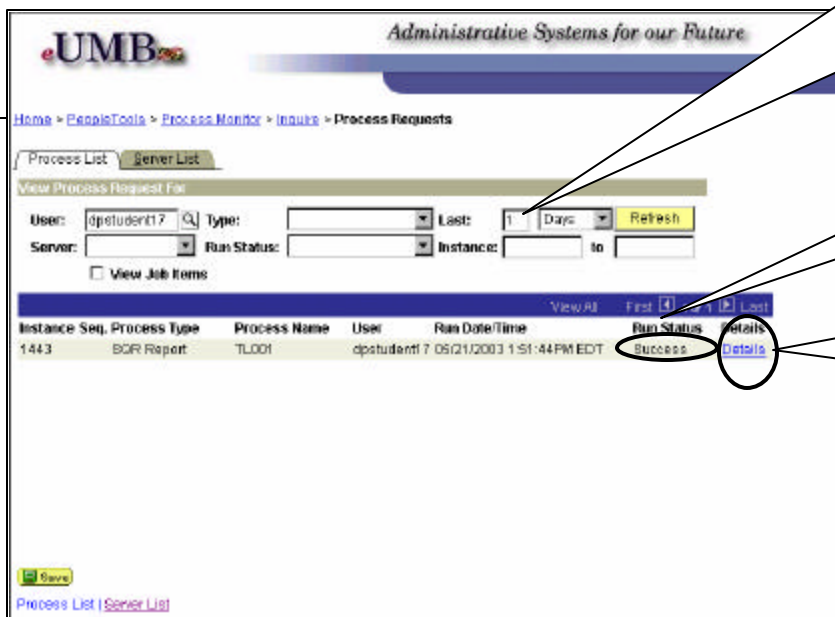 eUMB
Administrative Systems for our Future
Home > PeopleTools > Process Monitor > Inquire > Process Requests
Process List Server List
View Process Request For
User: dpstudent17 Type: Last: 1 Days Refresh
Server: Run Status: Instance: to
View Job Items
View All First 1 Last
Instance Seq. Process Type Process Name User Run Date/Time Run Status Details
1443 SQR Report TL001 dpstudent17 1:51:44PM EDT Success Details
Save
Process List | Server List